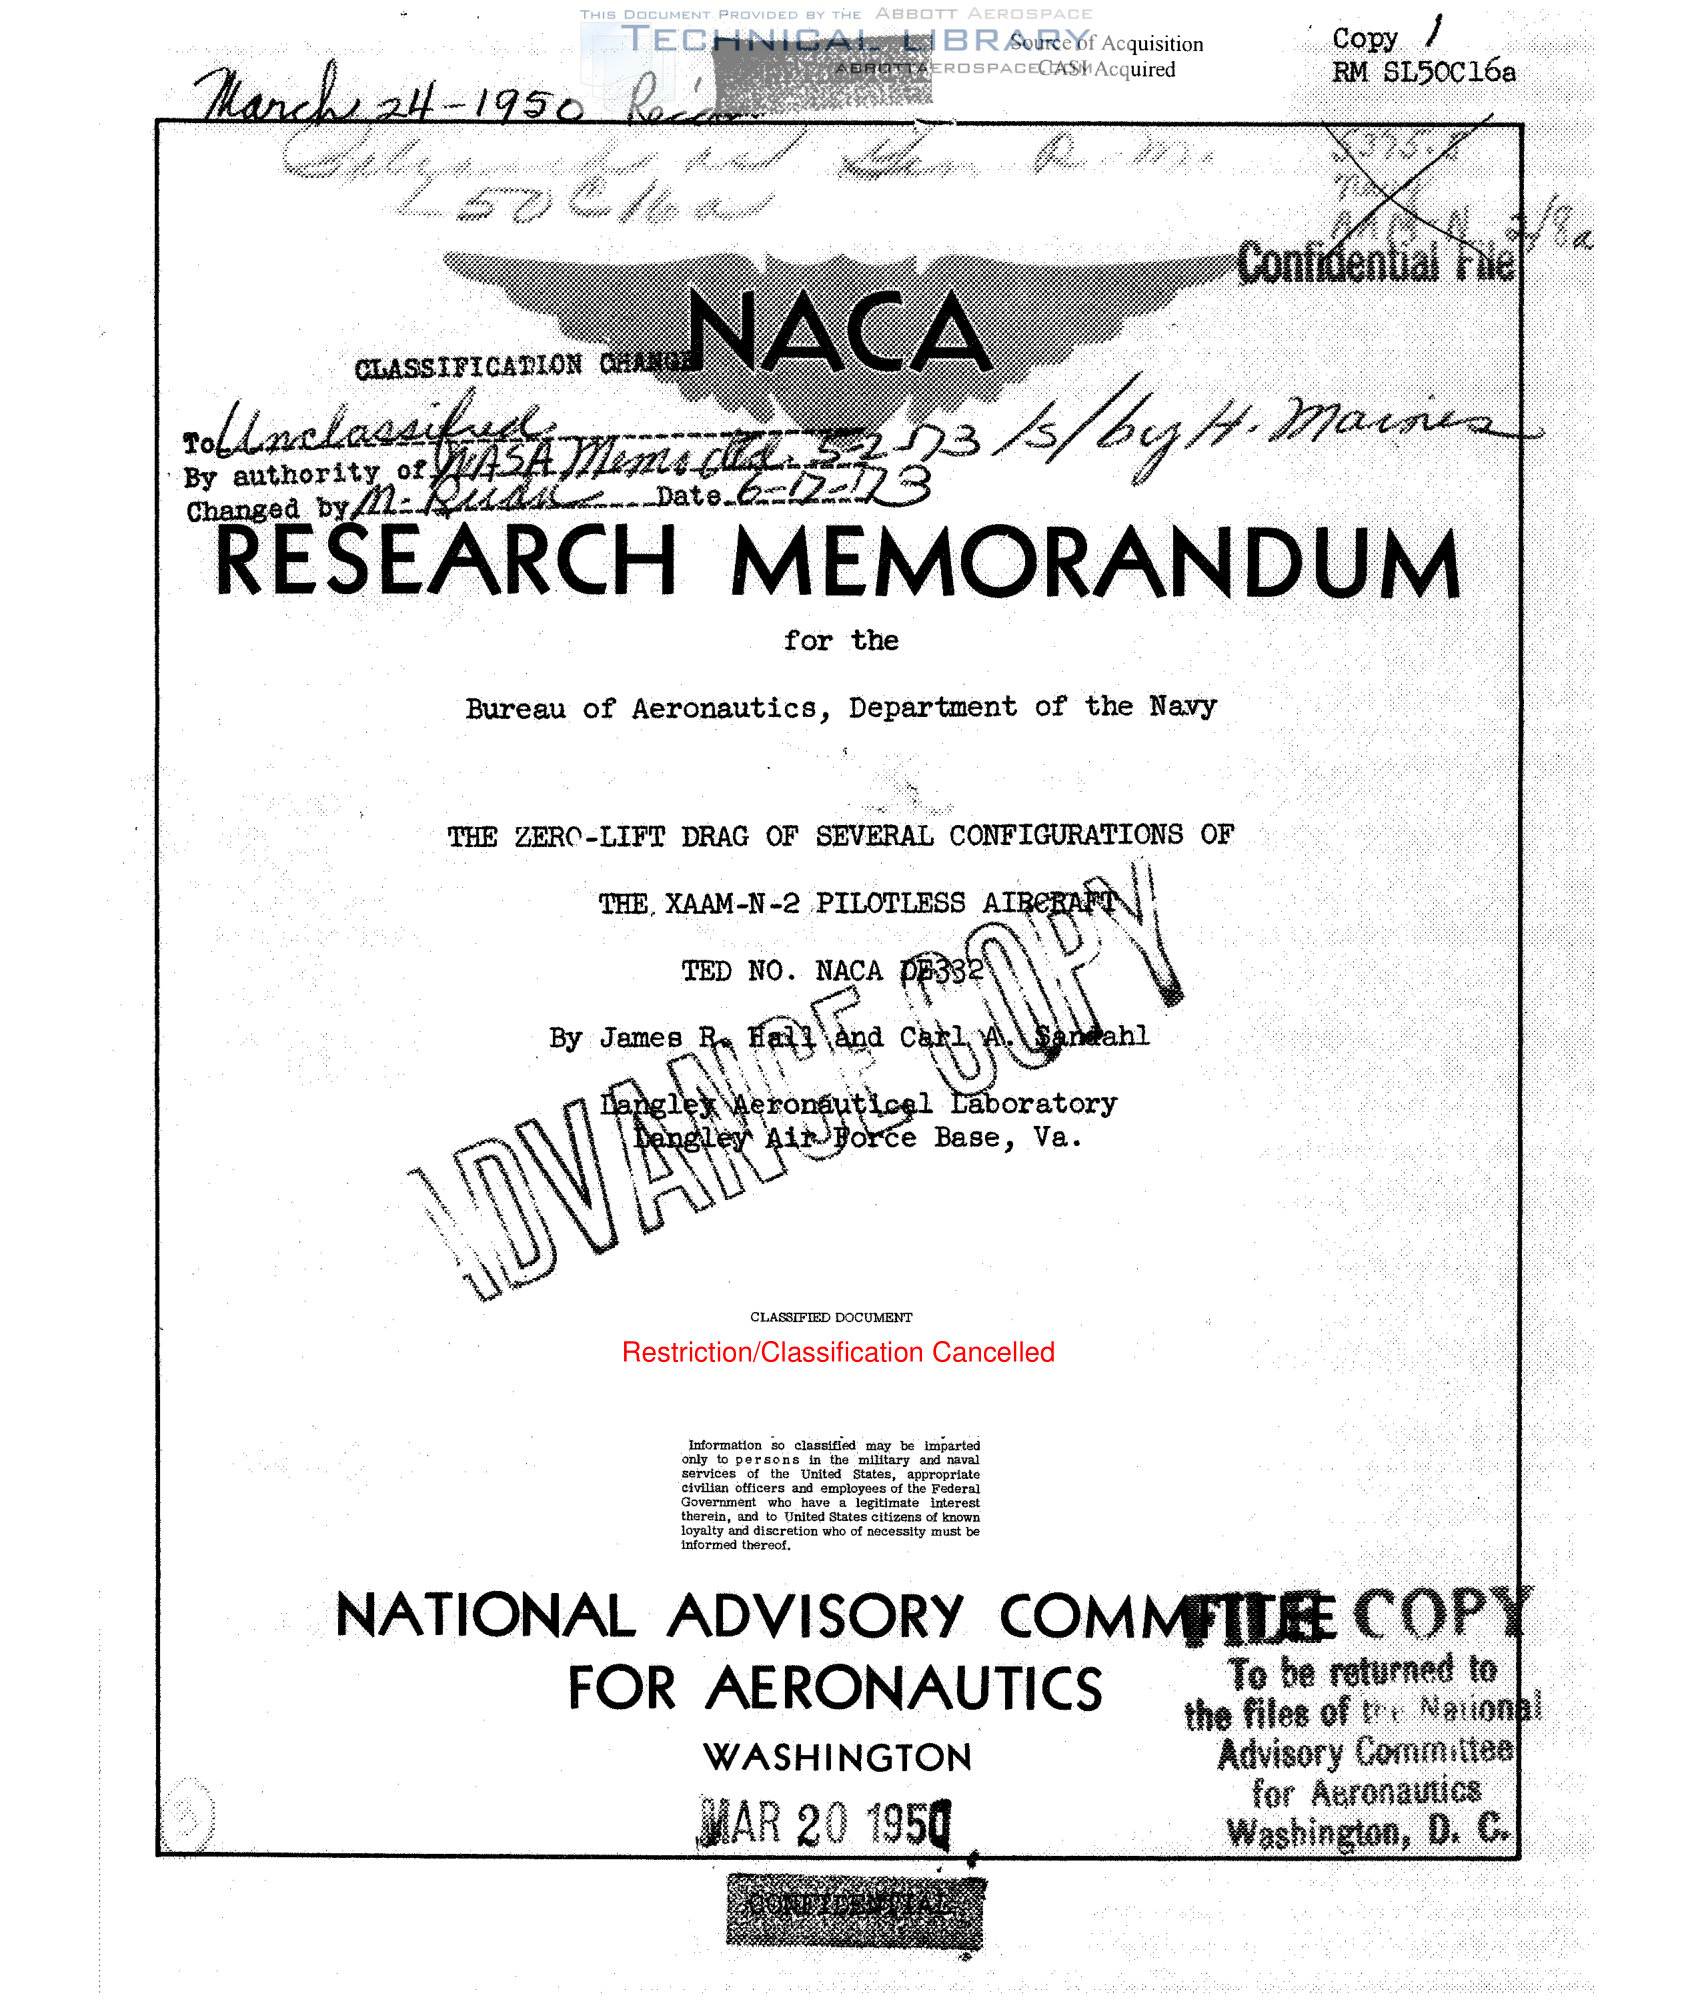 THIS DOCUMENT PROVIDED BY THE ABBOTT AEROSPACE
TECHNICAL LIBRARY
ABBOTTAEROSPACE.COM
Source of Acquisition
CASI Acquired
Copy 1
RM SL50C16a
March 24-1950
L50C16a
Confidential File
NACA
CLASSIFICATION CHANGE
To Unclassified
By authority of NASA Memo dtd. 5-2-73 /s/ by H. Maines
Changed by M. Ruda Date 6-17-73
RESEARCH MEMORANDUM
for the
Bureau of Aeronautics, Department of the Navy
THE ZERO-LIFT DRAG OF SEVERAL CONFIGURATIONS OF
THE XAAM-N-2 PILOTLESS AIRCRAFT
TED NO. NACA DE332
By James R. Hall and Carl A. Sandahl
Langley Aeronautical Laboratory
Langley Air Force Base, Va.
ADVANCE COPY
CLASSIFIED DOCUMENT
Restriction/Classification Cancelled
Information so classified may be imparted
only to persons in the military and naval
services of the United States, appropriate
civilian officers and employees of the Federal
Government who have a legitimate interest
therein, and to United States citizens of known
loyalty and discretion who of necessity must be
informed thereof.
NATIONAL ADVISORY COMMITTEE
FOR AERONAUTICS
WASHINGTON
MAR 20 1950
FILE COPY
To be returned to
the files of the National
Advisory Committee
for Aeronautics
Washington, D. C.
CONFIDENTIAL